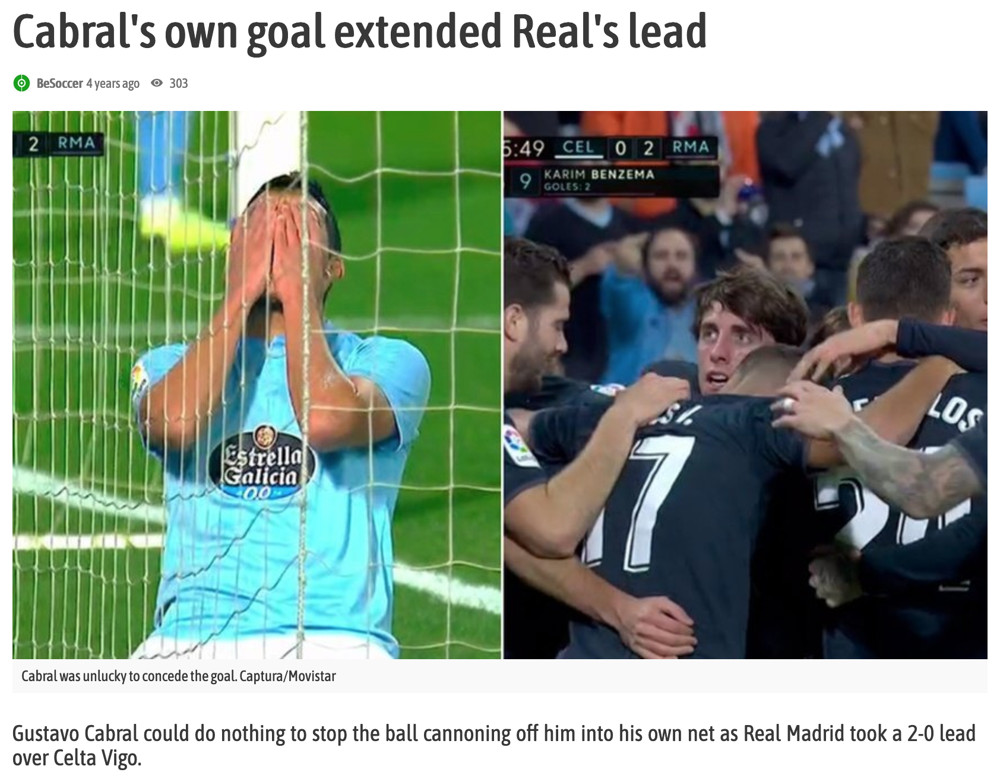 Cabral's own goal extended Real's lead
BeSoccer 4 years ago 303
2 RMA
5:49 CEL 0 2 RMA
9 KARIM BENZEMA
GOLES: 2
Estrella
Galicia
0,0
17
LOS
Cabral was unlucky to concede the goal. Captura/Movistar
Gustavo Cabral could do nothing to stop the ball cannoning off him into his own net as Real Madrid took a 2-0 lead
over Celta Vigo.